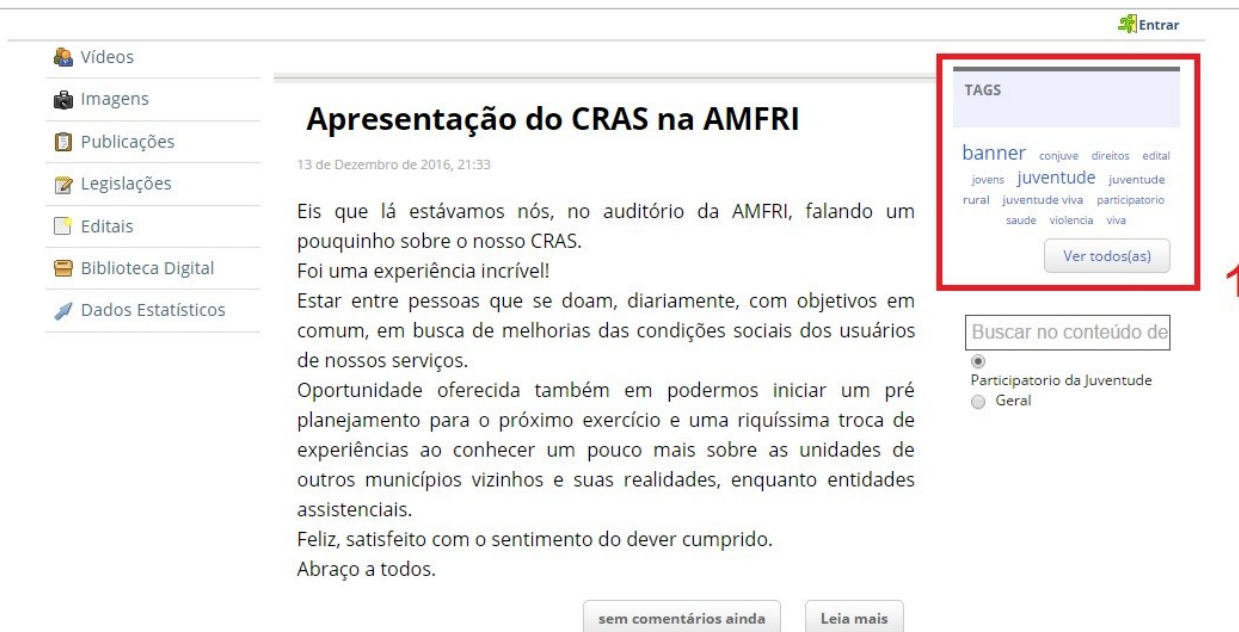 Entrar
Vídeos
Imagens
Publicações
Legislações
Editais
Biblioteca Digital
Dados Estatísticos
Apresentação do CRAS na AMFRI
13 de Dezembro de 2016, 21:33
Eis que lá estávamos nós, no auditório da AMFRI, falando um
pouquinho sobre o nosso CRAS.
Foi uma experiência incrível!
Estar entre pessoas que se doam, diariamente, com objetivos em
comum, em busca de melhorias das condições sociais dos usuários
de nossos serviços.
Oportunidade oferecida também em podermos iniciar um pré
planejamento para o próximo exercício e uma riquíssima troca de
experiências ao conhecer um pouco mais sobre as unidades de
outros municípios vizinhos e suas realidades, enquanto entidades
assistenciais.
Feliz, satisfeito com o sentimento do dever cumprido.
Abraço a todos.
sem comentários ainda Leia mais
TAGS
banner conjuve direitos edital
jovens juventude juventude
rural juventude viva participatorio
saude violencia viva
Ver todos(as)
1
Buscar no conteúdo de
Participatorio da Juventude
Geral